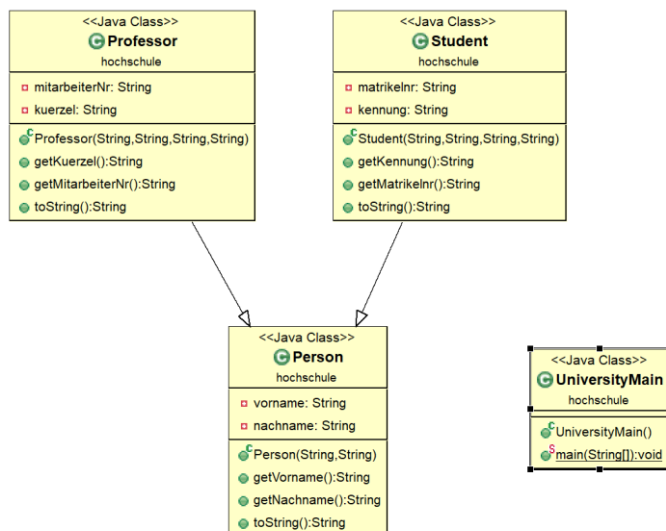 <<Java Class>>
Professor
hochschule
mitarbeiterNr: String
kuerzel: String
Professor(String,String,String,String)
getKuerzel():String
getMitarbeiterNr():String
toString():String
<<Java Class>>
Student
hochschule
matrikelnr: String
kennung: String
Student(String,String,String,String)
getKennung():String
getMatrikelnr():String
toString():String
<<Java Class>>
Person
hochschule
vorname: String
nachname: String
Person(String,String)
getVorname():String
getNachname():String
toString():String
<<Java Class>>
UniversityMain
hochschule
UniversityMain()
main(String[]):void